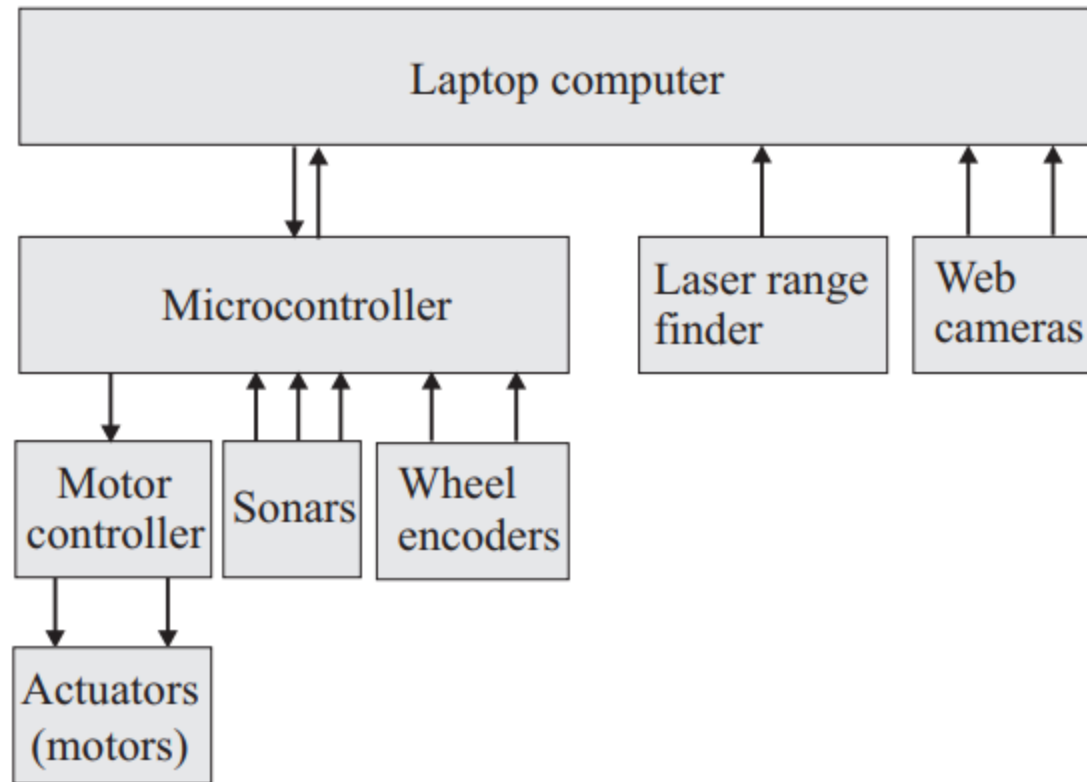 Laptop computer
Microcontroller
Laser range
finder
Web
cameras
Motor
controller
Sonars
Wheel
encoders
Actuators
(motors)